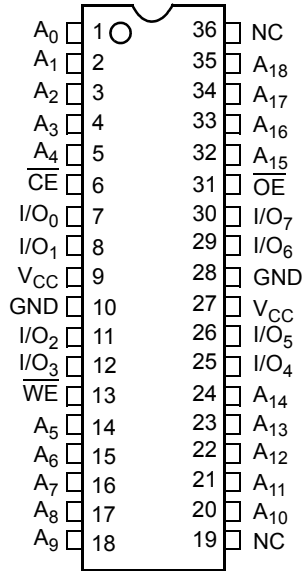 A0 1 36 NC
A1 2 35 A18
A2 3 34 A17
A3 4 33 A16
A4 5 32 A15
C̅E̅ 6 31 O̅E̅
I/O0 7 30 I/O7
I/O1 8 29 I/O6
VCC 9 28 GND
GND 10 27 VCC
I/O2 11 26 I/O5
I/O3 12 25 I/O4
W̅E̅ 13 24 A14
A5 14 23 A13
A6 15 22 A12
A7 16 21 A11
A8 17 20 A10
A9 18 19 NC